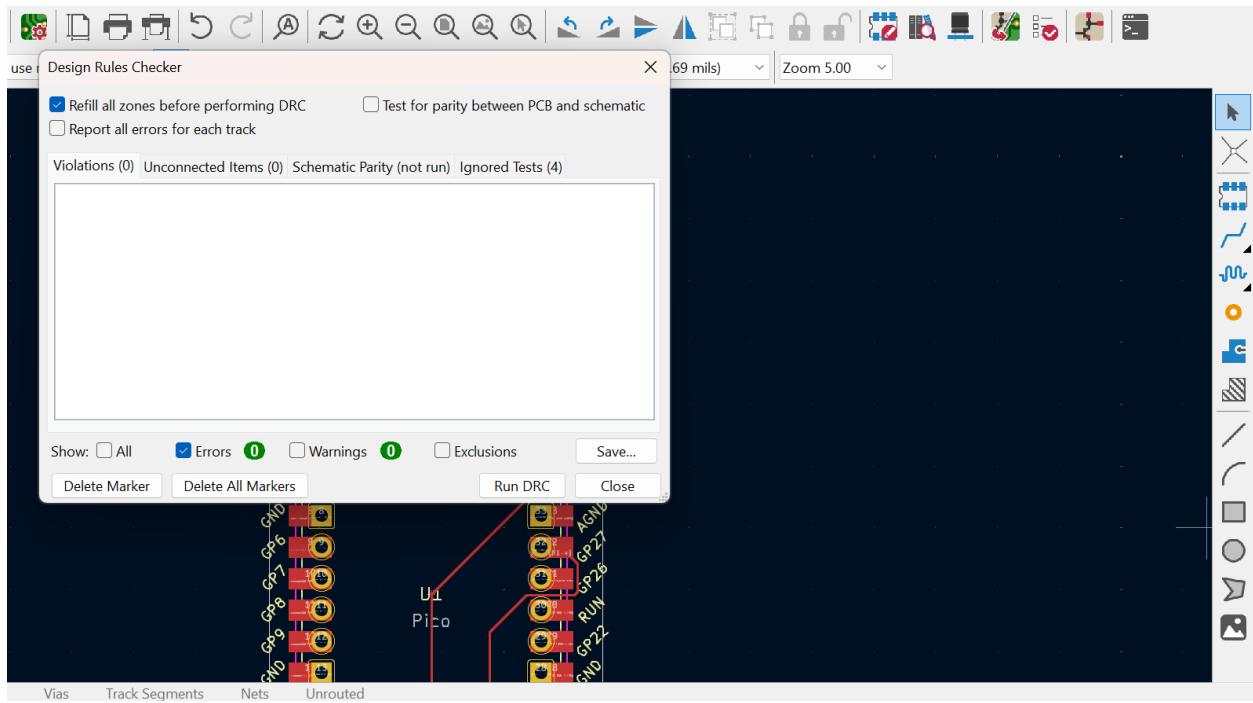 use
Design Rules Checker
.69 mils)
Zoom 5.00
Refill all zones before performing DRC
Test for parity between PCB and schematic
Report all errors for each track
Violations (0) Unconnected Items (0) Schematic Parity (not run) Ignored Tests (4)
Show: All Errors 0 Warnings 0 Exclusions Save...
Delete Marker Delete All Markers Run DRC Close
GND AGND
GP6 GP27
GP7 GP26
U1
GP8 RUN
Pico
GP9 GP22
GND GND
Vias Track Segments Nets Unrouted